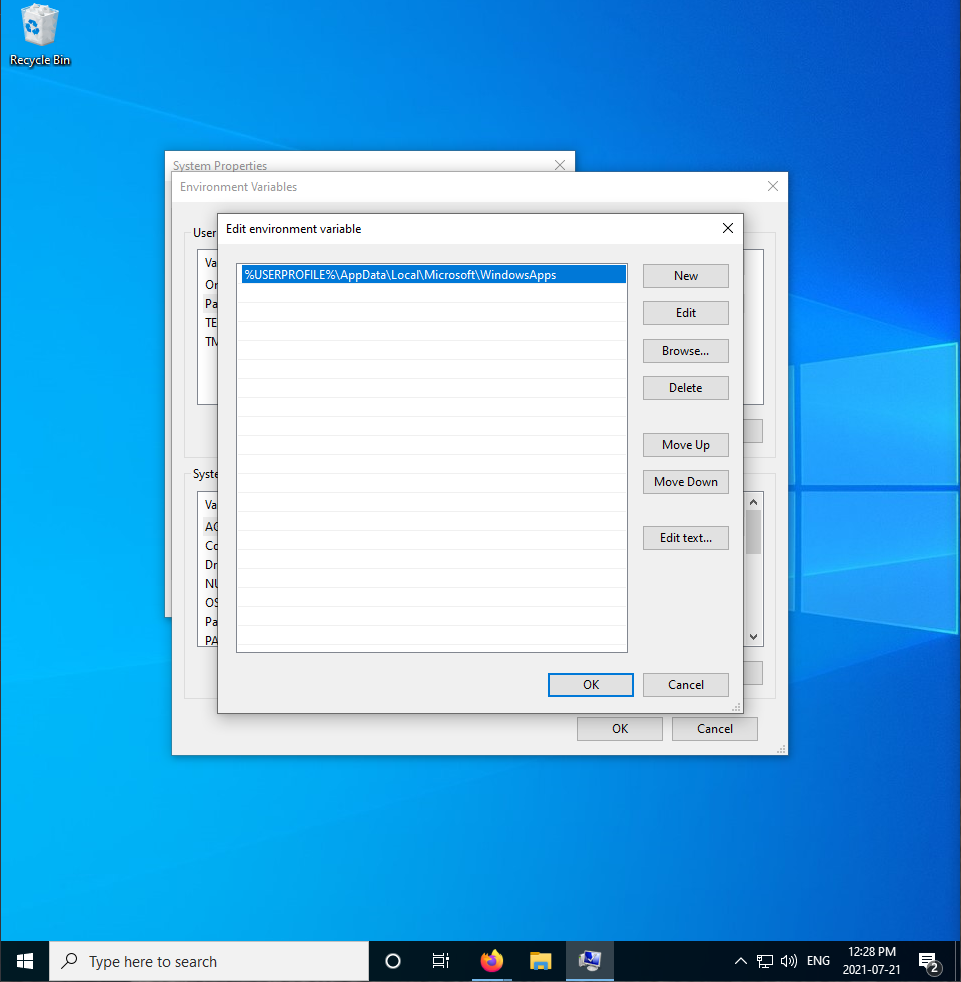 Recycle Bin
System Properties
Environment Variables
User
Edit environment variable
Va
On
Pa
TE
TM
%USERPROFILE%\AppData\Local\Microsoft\WindowsApps
New
Edit
Browse...
Delete
Move Up
Move Down
Edit text...
Syste
Va
AC
Co
Dr
NU
OS
Pa
PA
OK
Cancel
OK
Cancel
Type here to search
ENG
12:28 PM
2021-07-21
2